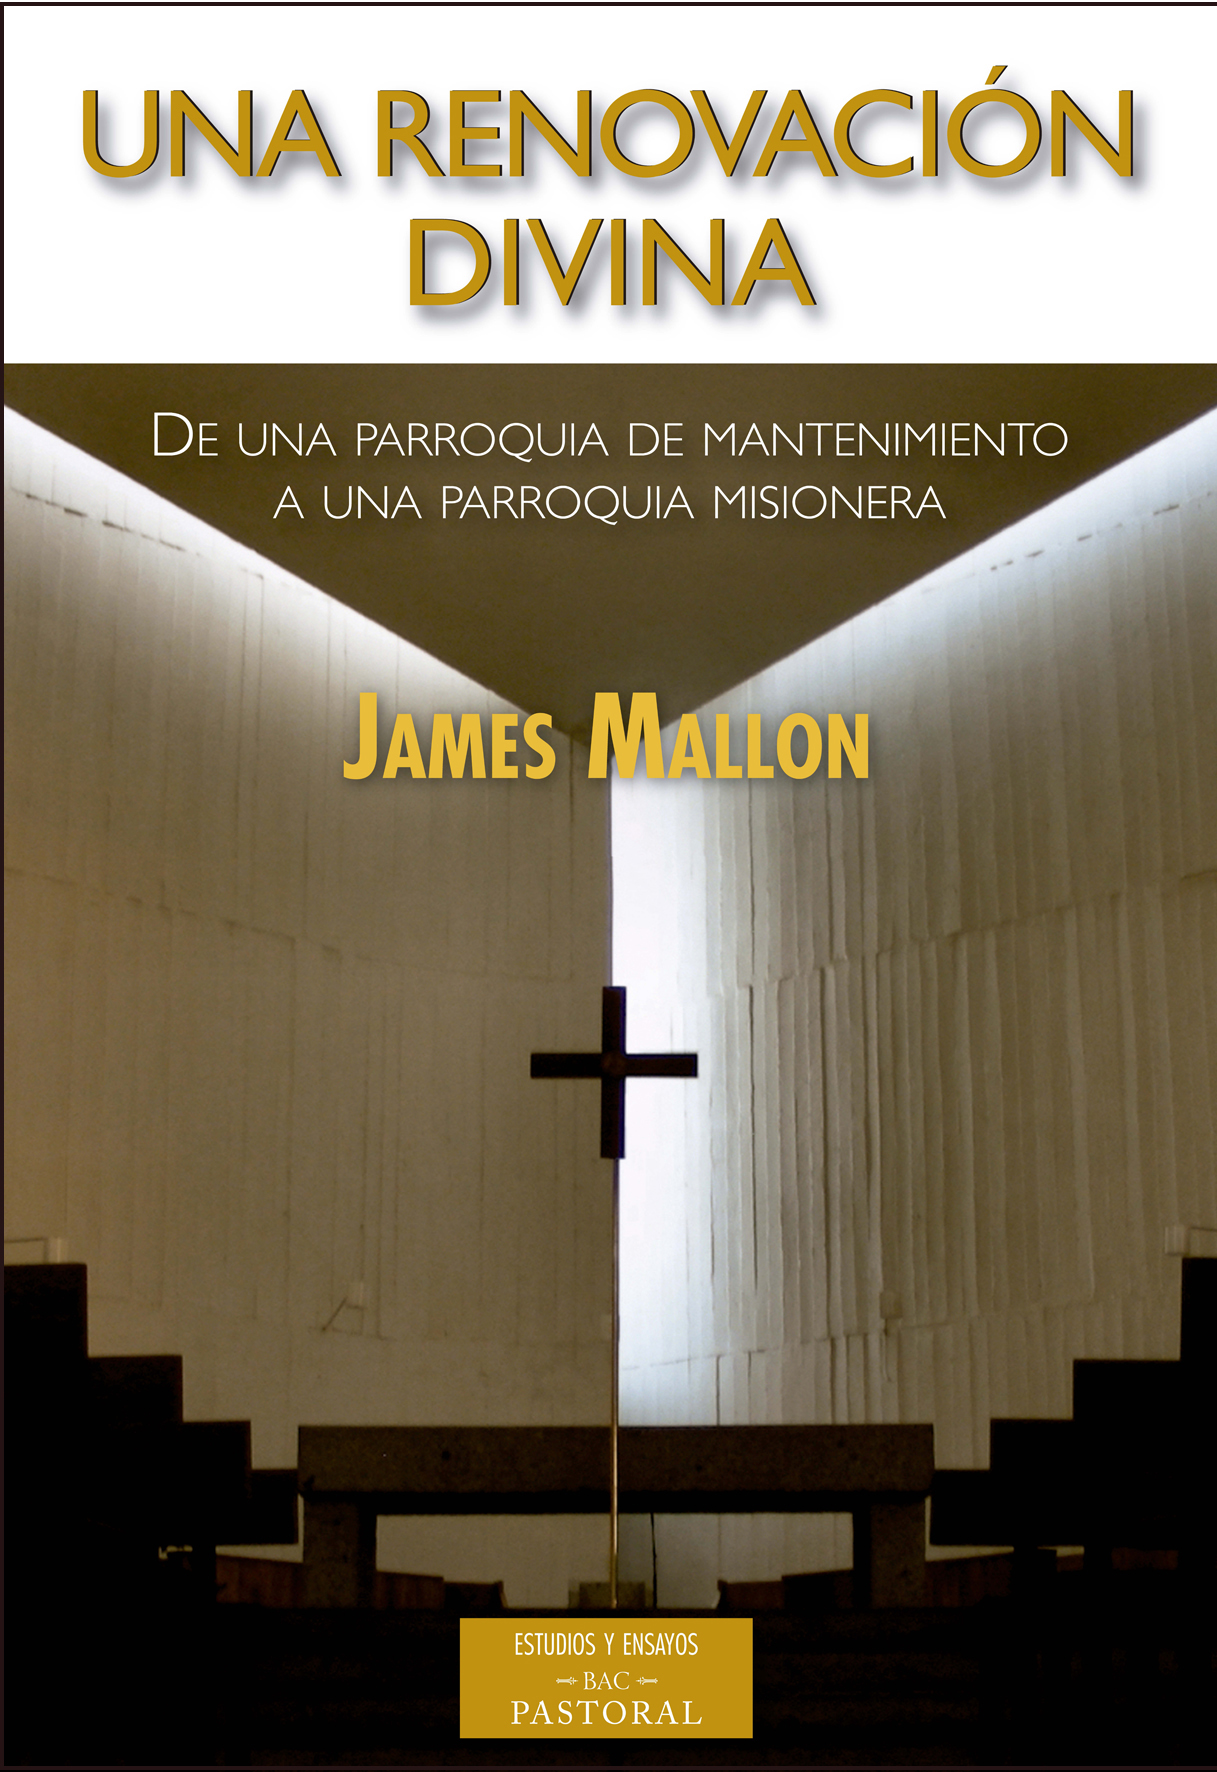 UNA RENOVACIÓN
DIVINA
DE UNA PARROQUIA DE MANTENIMIENTO
A UNA PARROQUIA MISIONERA
JAMES MALLON
ESTUDIOS Y ENSAYOS
BAC
PASTORAL